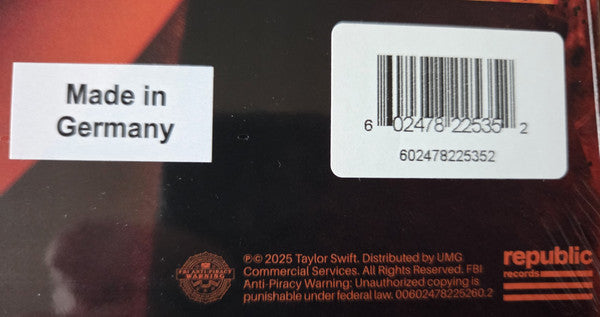 Made in
Germany
6 02478 22535 2
602478225352
FBI ANTI-PIRACY
WARNING
℗© 2025 Taylor Swift. Distributed by UMG
Commercial Services. All Rights Reserved. FBI
Anti-Piracy Warning: Unauthorized copying is
punishable under federal law. 00602478225260.2
republic
records